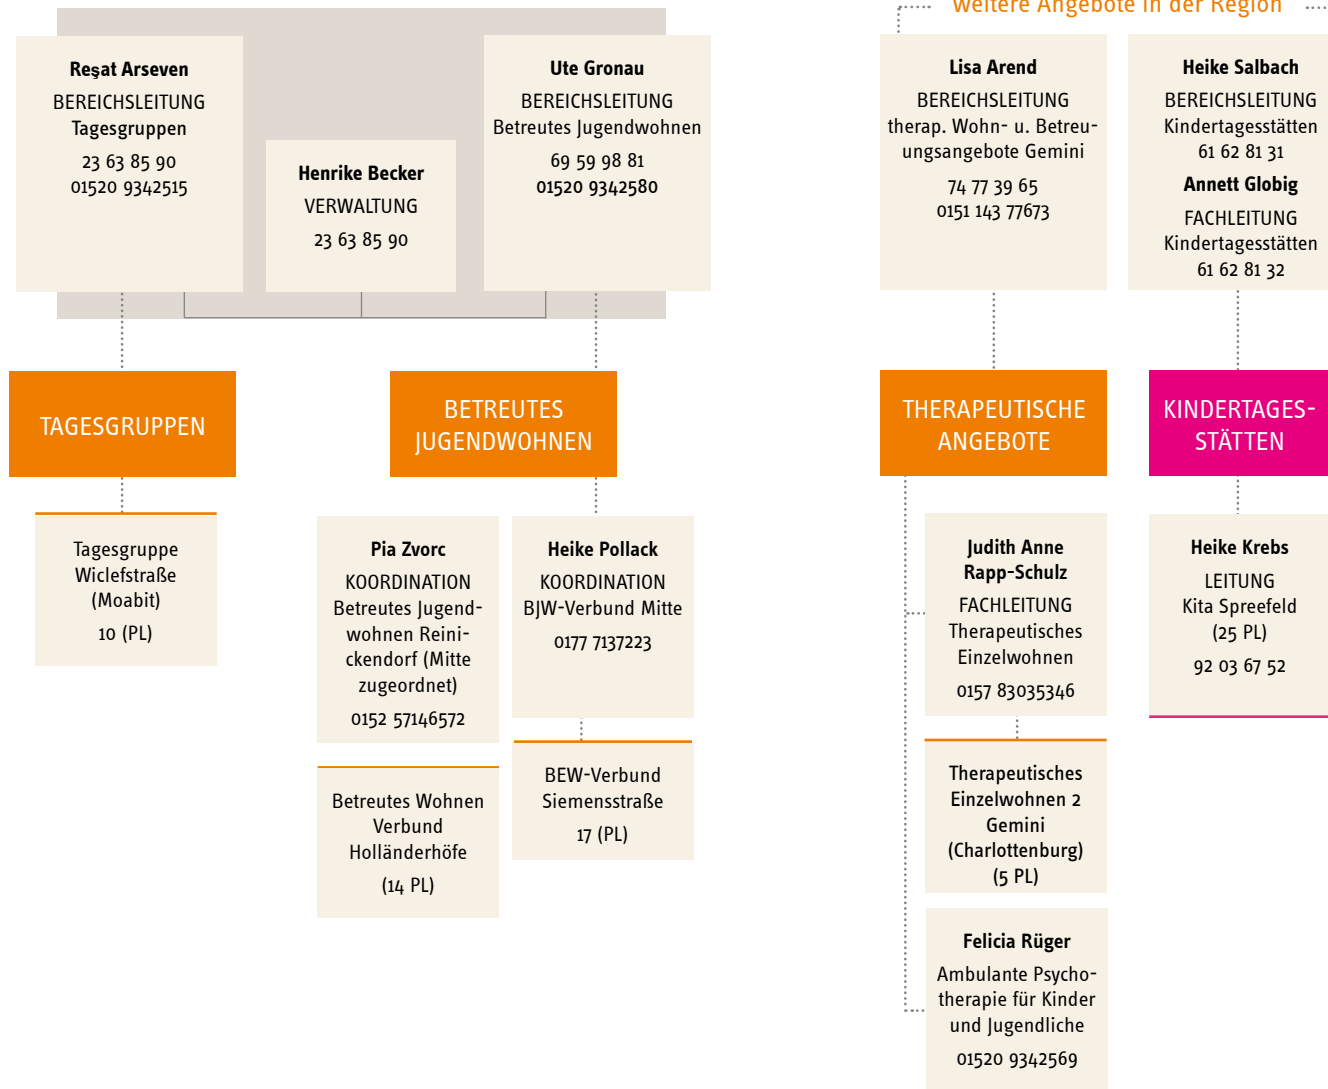 weitere Angebote in der Region
Reşat Arseven
BEREICHSLEITUNG
Tagesgruppen
23 63 85 90
01520 9342515
Henrike Becker
VERWALTUNG
23 63 85 90
Ute Gronau
BEREICHSLEITUNG
Betreutes Jugendwohnen
69 59 98 81
01520 9342580
Lisa Arend
BEREICHSLEITUNG
therap. Wohn- u. Betreu-
ungsangebote Gemini
74 77 39 65
0151 143 77673
Heike Salbach
BEREICHSLEITUNG
Kindertagesstätten
61 62 81 31
Annett Globig
FACHLEITUNG
Kindertagesstätten
61 62 81 32
TAGESGRUPPEN
BETREUTES
JUGENDWOHNEN
THERAPEUTISCHE
ANGEBOTE
KINDERTAGES-
STÄTTEN
Tagesgruppe
Wiclefstraße
(Moabit)
10 (PL)
Pia Zvorc
KOORDINATION
Betreutes Jugend-
wohnen Reini-
ckendorf (Mitte
zugeordnet)
0152 57146572
Betreutes Wohnen
Verbund
Holländerhöfe
(14 PL)
Heike Pollack
KOORDINATION
BJW-Verbund Mitte
0177 7137223
BEW-Verbund
Siemensstraße
17 (PL)
Judith Anne
Rapp-Schulz
FACHLEITUNG
Therapeutisches
Einzelwohnen
0157 83035346
Therapeutisches
Einzelwohnen 2
Gemini
(Charlottenburg)
(5 PL)
Felicia Rüger
Ambulante Psycho-
therapie für Kinder
und Jugendliche
01520 9342569
Heike Krebs
LEITUNG
Kita Spreefeld
(25 PL)
92 03 67 52